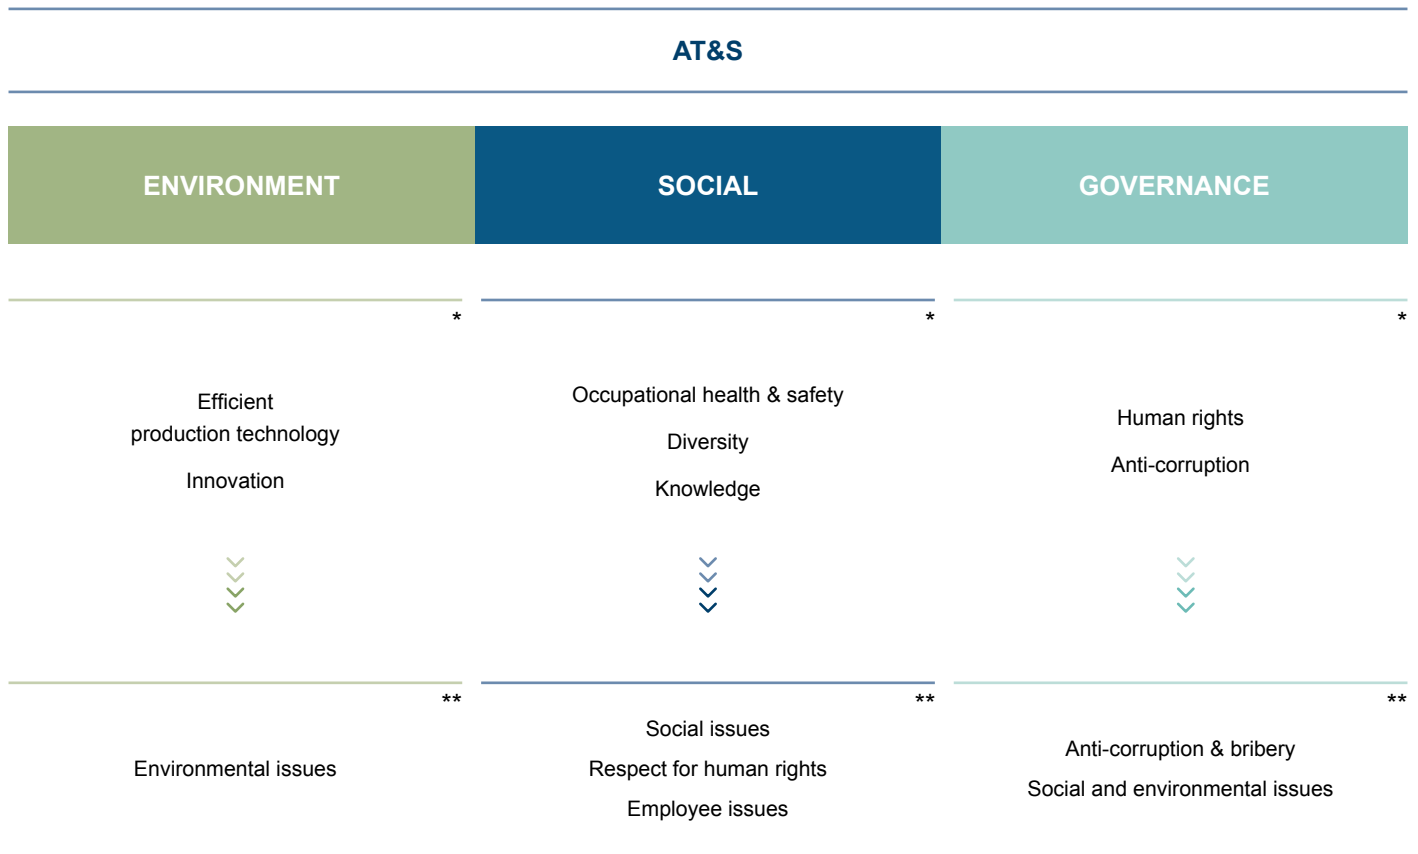 AT&S
ENVIRONMENT
SOCIAL
GOVERNANCE
*
*
*
Efficient
production technology
Innovation
Occupational health & safety
Diversity
Knowledge
Human rights
Anti-corruption
**
**
**
Environmental issues
Social issues
Respect for human rights
Employee issues
Anti-corruption & bribery
Social and environmental issues